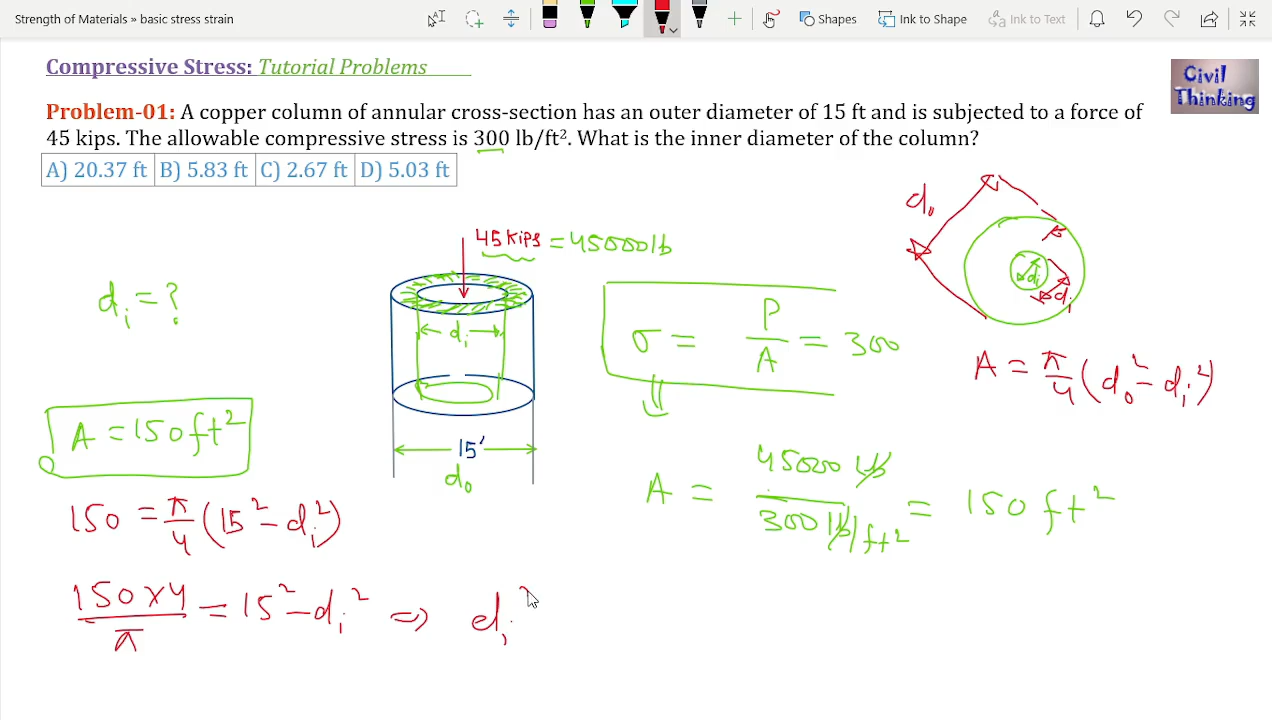 Strength of Materials » basic stress strain
Shapes Ink to Shape Ink to Text
Compressive Stress: Tutorial Problems
Civil
Thinking
Problem-01: A copper column of annular cross-section has an outer diameter of 15 ft and is subjected to a force of
45 kips. The allowable compressive stress is 300 lb/ft². What is the inner diameter of the column?
A) 20.37 ft B) 5.83 ft C) 2.67 ft D) 5.03 ft
d₀
45 kips = 45000 lb
dᵢ
dᵢ
dᵢ = ?
dᵢ
σ = P/A = 300
A = π/4 (d₀² - dᵢ²)
A = 150 ft²
15'
d₀
A = 45000 lb / 300 lb/ft² = 150 ft²
150 = π/4 (15² - dᵢ²)
150×4/π = 15² - dᵢ² ⇒ dᵢ²